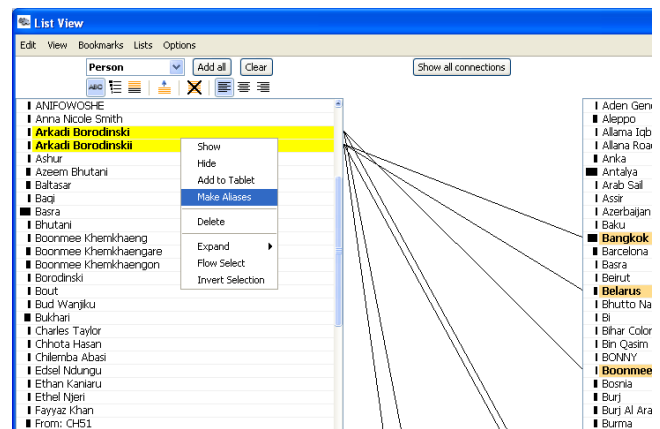 List View
Edit View Bookmarks Lists Options
Person Add all Clear Show all connections
ABC
ANIFOWOSHE
Anna Nicole Smith
Arkadi Borodinski
Arkadi Borodinskii
Ashur
Azeem Bhutani
Baltasar
Baqi
Basra
Bhutani
Boonmee Khemkhaeng
Boonmee Khemkhaengare
Boonmee Khemkhaengon
Borodinski
Bout
Bud Wanjiku
Bukhari
Charles Taylor
Chhota Hasan
Chilemba Abasi
Edsel Ndungu
Ethan Kaniaru
Ethel Njeri
Fayyaz Khan
From: CH51
Show
Hide
Add to Tablet
Make Aliases
Delete
Expand
Flow Select
Invert Selection
Aden Gene
Aleppo
Allama Iqb
Allana Road
Anka
Antalya
Arab Sail
Assir
Azerbaijan
Baku
Bangkok
Barcelona
Basra
Beirut
Belarus
Bhutto Na
Bi
Bihar Color
Bin Qasim
BONNY
Boonmee
Bosnia
Burj
Burj Al Ara
Burma